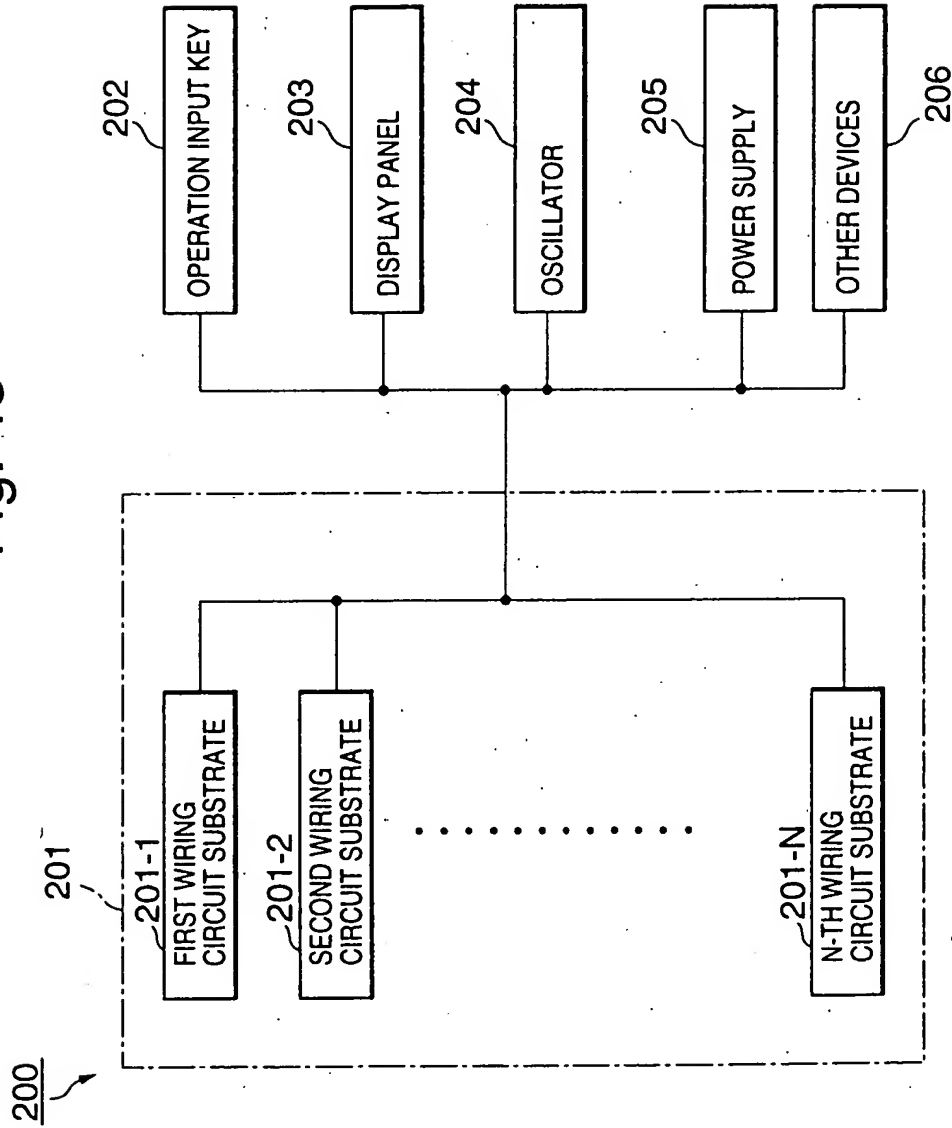 200
201
201-1
FIRST WIRING
CIRCUIT SUBSTRATE
201-2
SECOND WIRING
CIRCUIT SUBSTRATE
201-N
N-TH WIRING
CIRCUIT SUBSTRATE
202
OPERATION INPUT KEY
203
DISPLAY PANEL
204
OSCILLATOR
205
POWER SUPPLY
206
OTHER DEVICES